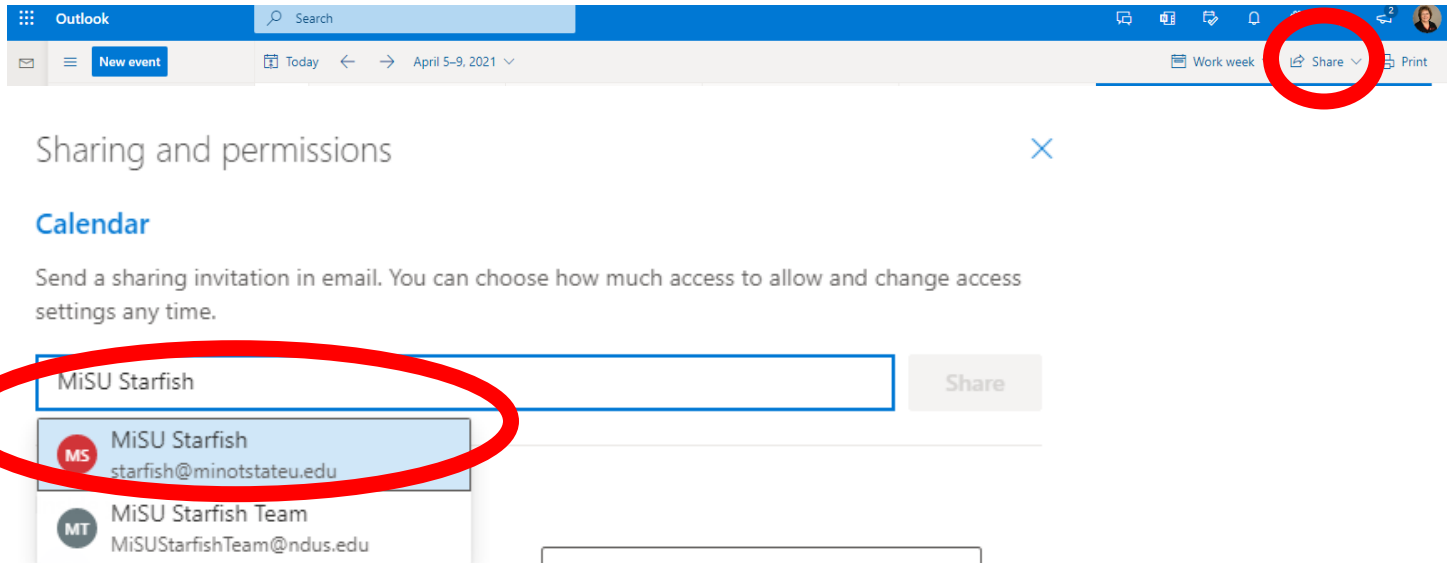 Outlook
Search
2
New event
Today
April 5–9, 2021
Work week
Share
Print
Sharing and permissions
Calendar
Send a sharing invitation in email. You can choose how much access to allow and change access
settings any time.
MiSU Starfish
Share
MS
MiSU Starfish
starfish@minotstateu.edu
MT
MiSU Starfish Team
MiSUStarfishTeam@ndus.edu